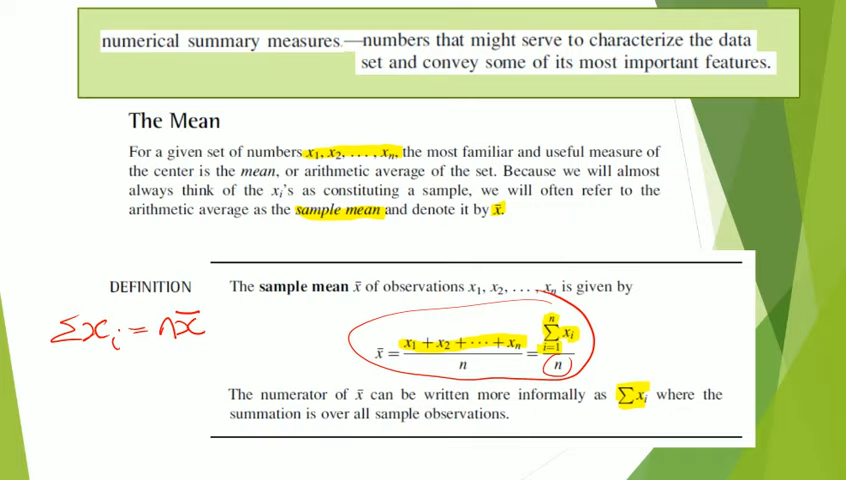 numerical summary measures—numbers that might serve to characterize the data
set and convey some of its most important features.
The Mean
For a given set of numbers x₁, x₂, . . . , xₙ, the most familiar and useful measure of
the center is the mean, or arithmetic average of the set. Because we will almost
always think of the xᵢ's as constituting a sample, we will often refer to the
arithmetic average as the sample mean and denote it by x̄.
DEFINITION
The sample mean x̄ of observations x₁, x₂, . . . , xₙ is given by
Σxᵢ = nx̄
x̄ = (x₁ + x₂ + ··· + xₙ)/n = (∑ⁿᵢ₌₁ xᵢ)/n
The numerator of x̄ can be written more informally as ∑xᵢ where the
summation is over all sample observations.